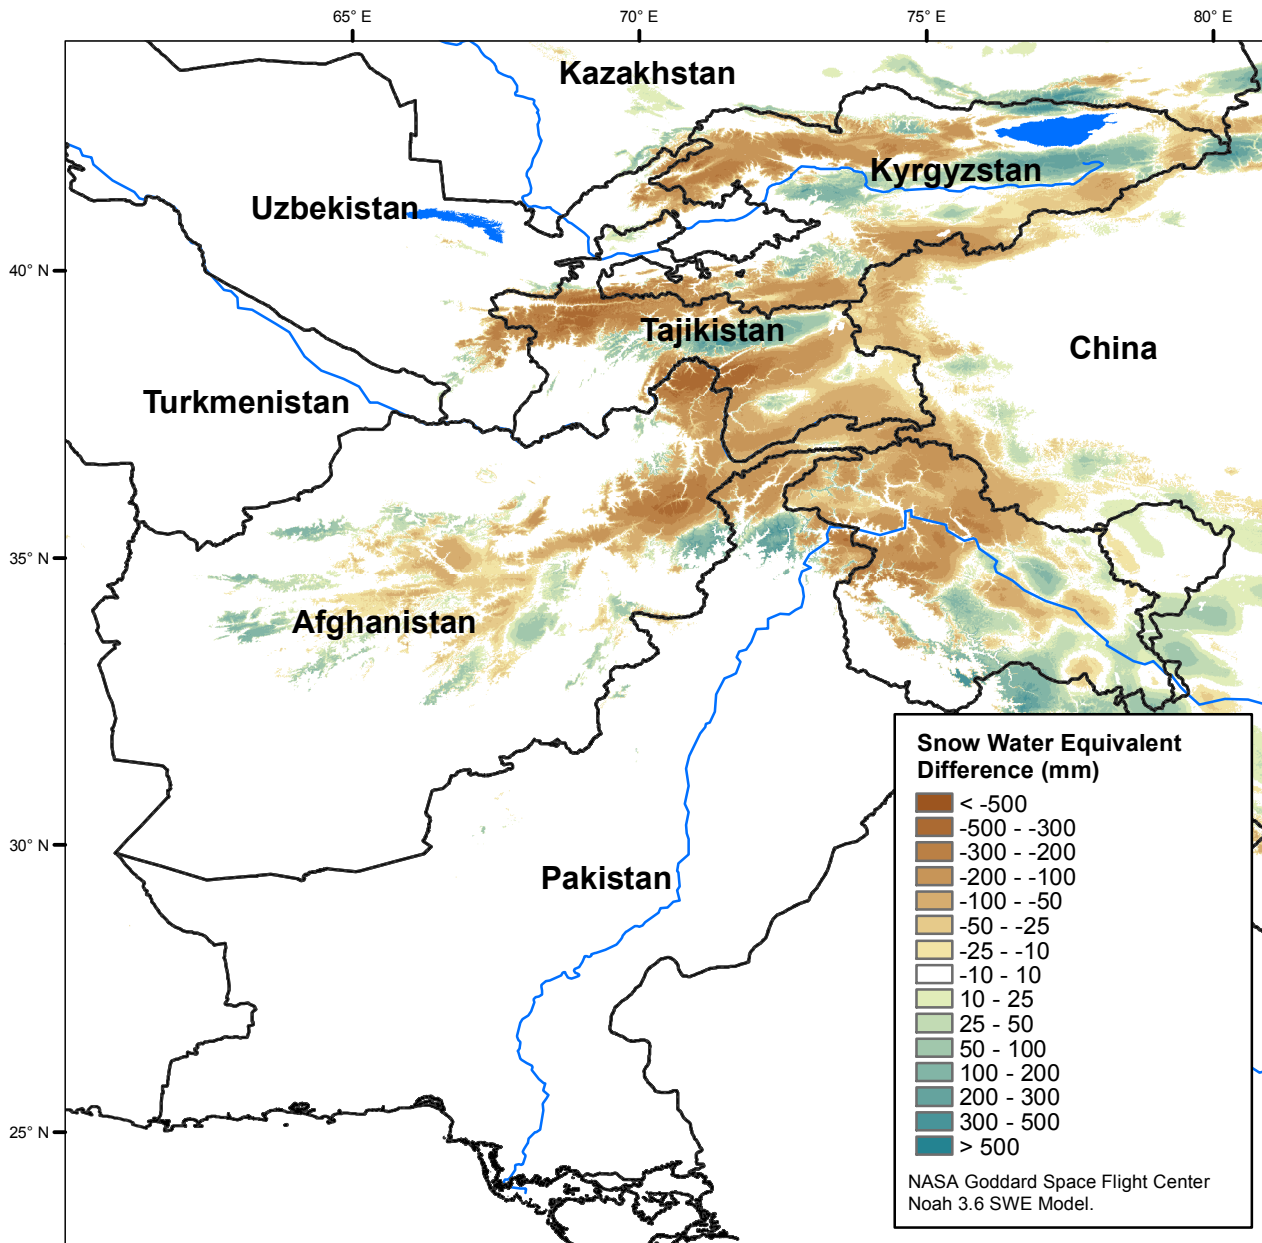 65° E
70° E
75° E
80° E
Kazakhstan
Kyrgyzstan
Uzbekistan
40° N
Tajikistan
China
Turkmenistan
35° N
Afghanistan
Snow Water Equivalent
Difference (mm)
< -500
-500 - -300
-300 - -200
-200 - -100
-100 - -50
-50 - -25
-25 - -10
-10 - 10
10 - 25
25 - 50
50 - 100
100 - 200
200 - 300
300 - 500
> 500
30° N
Pakistan
25° N
NASA Goddard Space Flight Center
Noah 3.6 SWE Model.